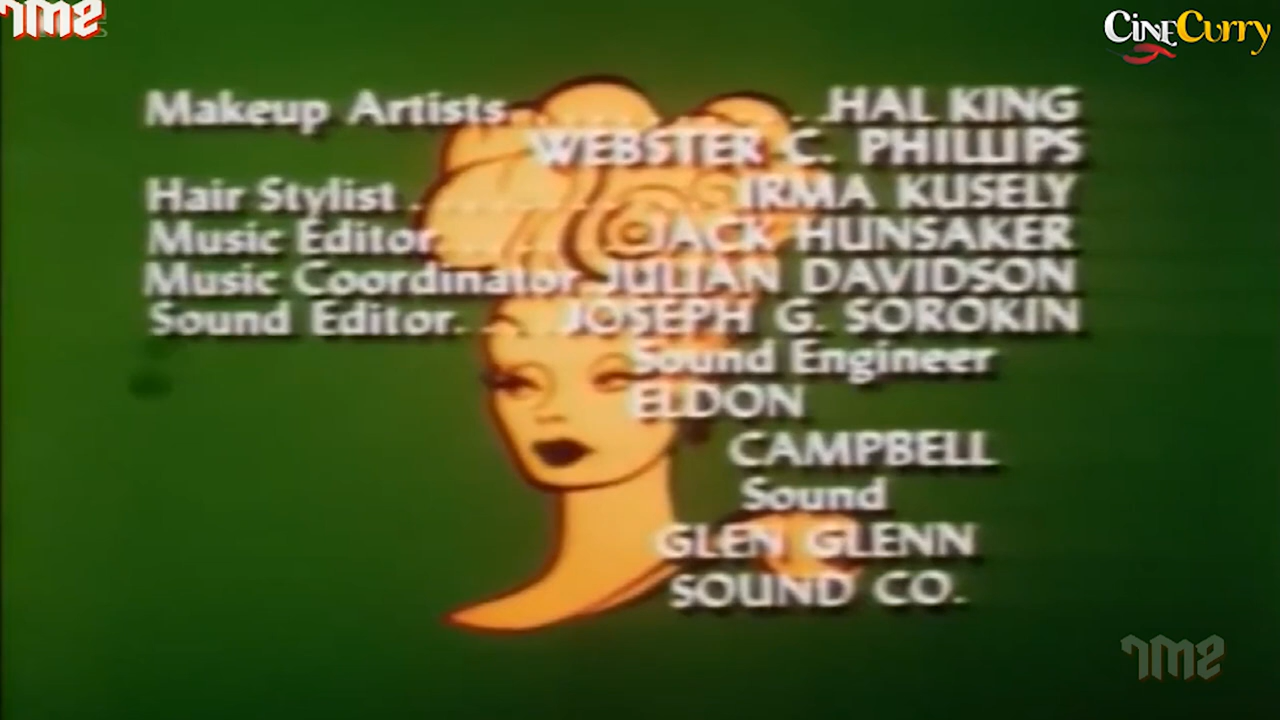 CineCurry
Makeup Artists. . . . . . . . . . .HAL KING
WEBSTER C. PHILLIPS
Hair Stylist . . . . . . . . . IRMA KUSELY
Music Editor. . . . . . .JACK HUNSAKER
Music Coordinator JULIAN DAVIDSON
Sound Editor. . . . .JOSEPH G. SOROKIN
Sound Engineer
ELDON
CAMPBELL
Sound
GLEN GLENN
SOUND CO.